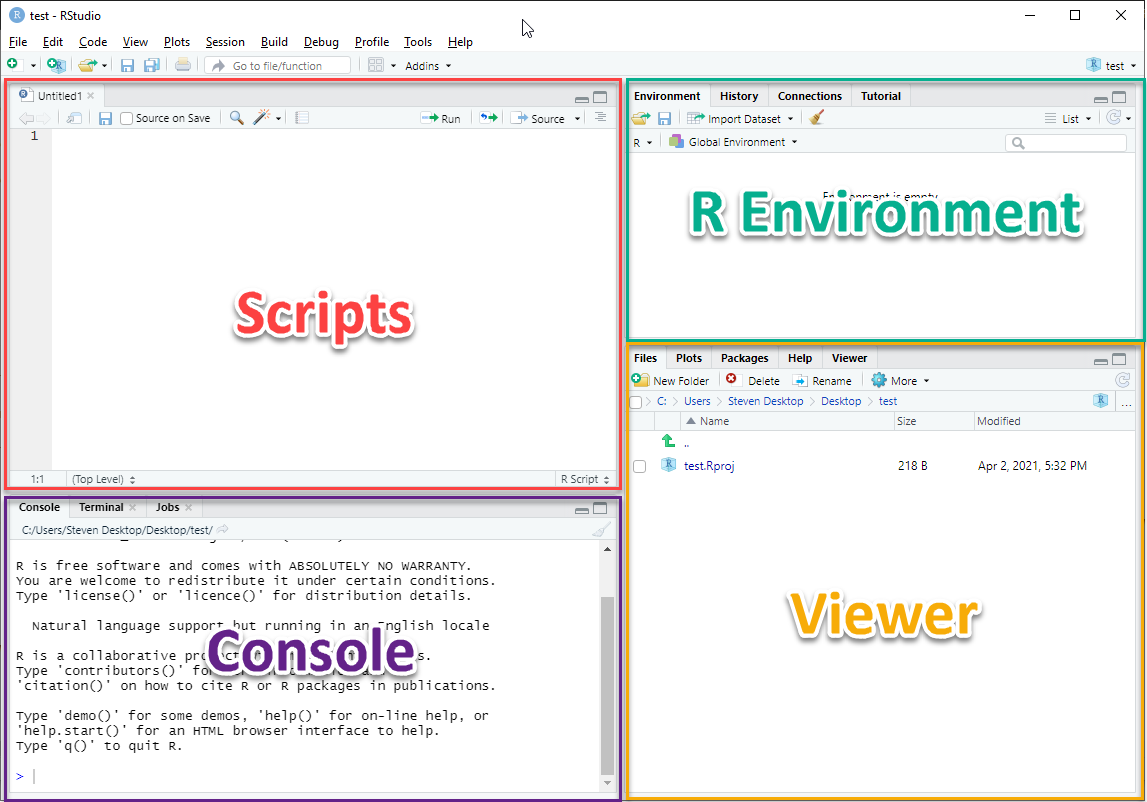 test - RStudio
File Edit Code View Plots Session Build Debug Profile Tools Help
Go to file/function Addins test
Untitled1
Source on Save Run Source
1
Scripts
1:1 (Top Level) R Script
Environment History Connections Tutorial
Import Dataset List
R Global Environment
Environment is empty
R Environment
Console Terminal Jobs
C:/Users/Steven Desktop/Desktop/test/
R is free software and comes with ABSOLUTELY NO WARRANTY.
You are welcome to redistribute it under certain conditions.
Type 'license()' or 'licence()' for distribution details.
Natural language support but running in an English locale
R is a collaborative
Type 'contributors()' for
'citation()' on how to cite R or R packages in publications.
Type 'demo()' for some demos, 'help()' for on-line help, or
'help.start()' for an HTML browser interface to help.
Type 'q()' to quit R.
>
Console
Files Plots Packages Help Viewer
New Folder Delete Rename More
C: Users Steven Desktop Desktop test ...
Name Size Modified
..
test.Rproj 218 B Apr 2, 2021, 5:32 PM
Viewer